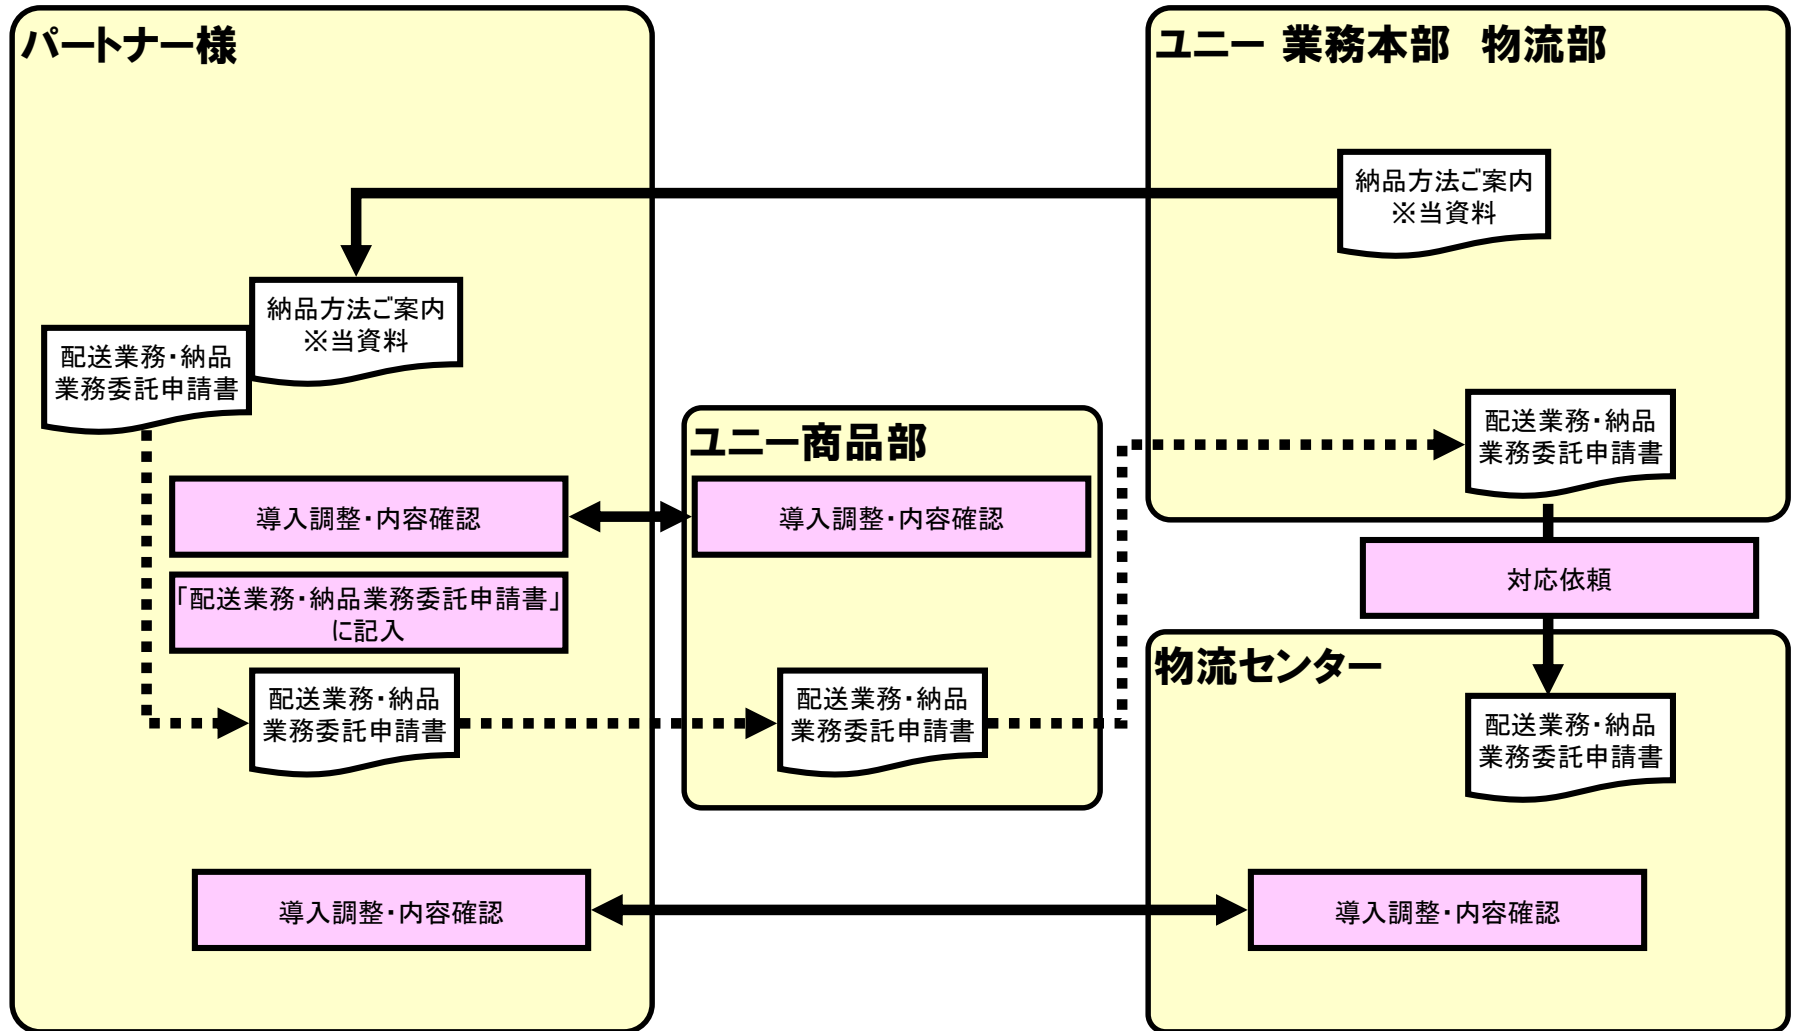 パートナー様
ユニー 業務本部　物流部
納品方法ご案内
※当資料
納品方法ご案内
※当資料
配送業務・納品
業務委託申請書
配送業務・納品
業務委託申請書
ユニー商品部
導入調整・内容確認
導入調整・内容確認
対応依頼
「配送業務・納品業務委託申請書」
に記入
物流センター
配送業務・納品
業務委託申請書
配送業務・納品
業務委託申請書
配送業務・納品
業務委託申請書
導入調整・内容確認
導入調整・内容確認